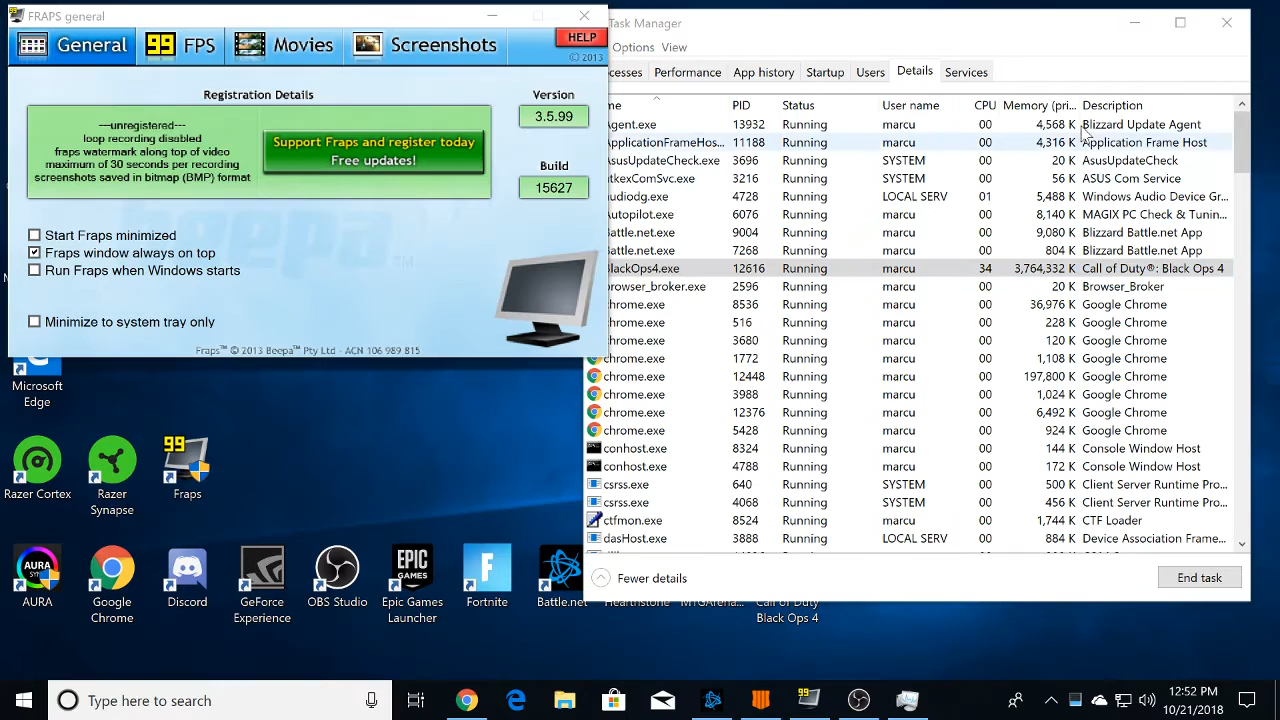 FRAPS general
General
99 FPS
Movies
Screenshots
HELP
© 2013
Registration Details
---unregistered---
loop recording disabled
fraps watermark along top of video
maximum of 30 seconds per recording
screenshots saved in bitmap (BMP) format
Support Fraps and register today
Free updates!
Version
3.5.99
Build
15627
beepa™
Start Fraps minimized
Fraps window always on top
Run Fraps when Windows starts
Minimize to system tray only
Fraps™ © 2013 Beepa™ Pty Ltd - ACN 106 989 815
Task Manager
Options View
cesses Performance App history Startup Users Details Services
me PID Status User name CPU Memory (pri... Description
Agent.exe 13932 Running marcu 00 4,568 K Blizzard Update Agent
ApplicationFrameHos... 11188 Running marcu 00 4,316 K Application Frame Host
AsusUpdateCheck.exe 3696 Running SYSTEM 00 20 K AsusUpdateCheck
atkexComSvc.exe 3216 Running SYSTEM 00 56 K ASUS Com Service
audiodg.exe 4728 Running LOCAL SERV 01 5,488 K Windows Audio Device Gr...
Autopilot.exe 6076 Running marcu 00 8,140 K MAGIX PC Check & Tunin...
Battle.net.exe 9004 Running marcu 00 9,080 K Blizzard Battle.net App
Battle.net.exe 7268 Running marcu 00 804 K Blizzard Battle.net App
BlackOps4.exe 12616 Running marcu 34 3,764,332 K Call of Duty®: Black Ops 4
browser_broker.exe 2596 Running marcu 00 20 K Browser_Broker
chrome.exe 8536 Running marcu 00 36,976 K Google Chrome
chrome.exe 516 Running marcu 00 228 K Google Chrome
chrome.exe 3680 Running marcu 00 120 K Google Chrome
chrome.exe 1772 Running marcu 00 1,108 K Google Chrome
chrome.exe 12448 Running marcu 00 197,800 K Google Chrome
chrome.exe 3988 Running marcu 00 1,024 K Google Chrome
chrome.exe 12376 Running marcu 00 6,492 K Google Chrome
chrome.exe 5428 Running marcu 00 924 K Google Chrome
conhost.exe 8324 Running marcu 00 144 K Console Window Host
conhost.exe 4788 Running marcu 00 172 K Console Window Host
csrss.exe 640 Running SYSTEM 00 500 K Client Server Runtime Pro...
csrss.exe 4068 Running SYSTEM 00 456 K Client Server Runtime Pro...
ctfmon.exe 8524 Running marcu 00 1,744 K CTF Loader
dasHost.exe 3888 Running LOCAL SERV 00 884 K Device Association Frame...
Fewer details
End task
Microsoft
Edge
Razer Cortex
Razer
Synapse
99
Fraps
AURA
AURA
Google
Chrome
Discord
GeForce
Experience
OBS Studio
EPIC
GAMES
Epic Games
Launcher
F
Fortnite
Battle.net
Hearthstone
MTGArena...
Call of Duty
Black Ops 4
Type here to search
99
12:52 PM
10/21/2018